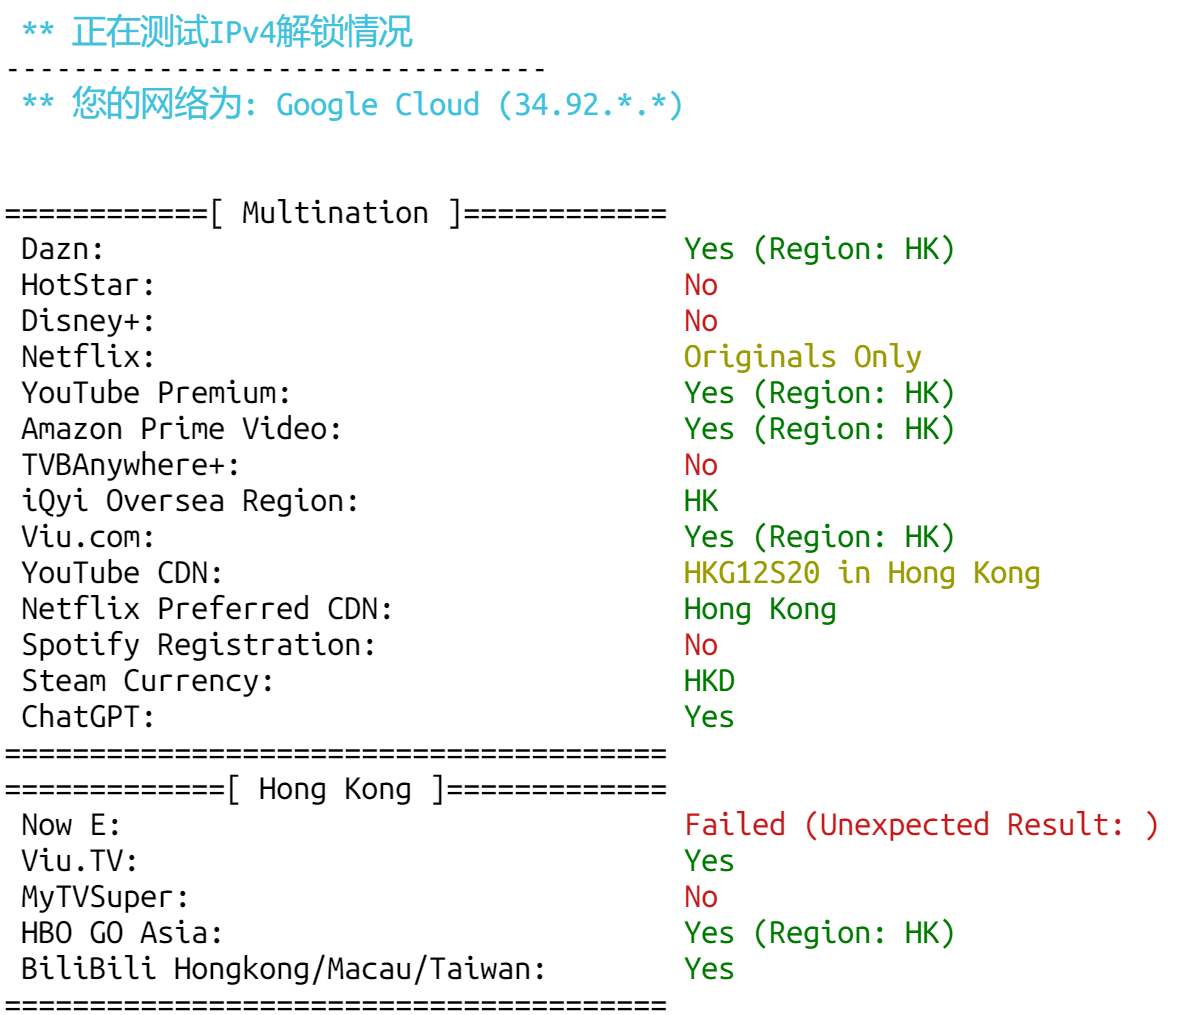 ** 正在测试IPv4解锁情况
--------------------------------
** 您的网络为: Google Cloud (34.92.*.*)
============[ Multination ]============
Dazn: Yes (Region: HK)
HotStar: No
Disney+: No
Netflix: Originals Only
YouTube Premium: Yes (Region: HK)
Amazon Prime Video: Yes (Region: HK)
TVBAnywhere+: No
iQyi Oversea Region: HK
Viu.com: Yes (Region: HK)
YouTube CDN: HKG12S20 in Hong Kong
Netflix Preferred CDN: Hong Kong
Spotify Registration: No
Steam Currency: HKD
ChatGPT: Yes
=======================================
=============[ Hong Kong ]=============
Now E: Failed (Unexpected Result: )
Viu.TV: Yes
MyTVSuper: No
HBO GO Asia: Yes (Region: HK)
BiliBili Hongkong/Macau/Taiwan: Yes
=======================================